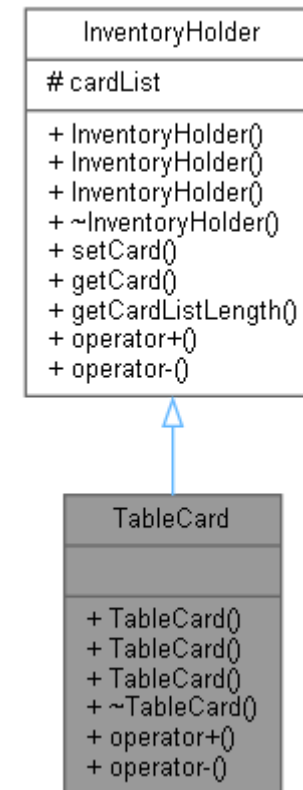 InventoryHolder
# cardList
+ InventoryHolder()
+ InventoryHolder()
+ InventoryHolder()
+ ~InventoryHolder()
+ setCard()
+ getCard()
+ getCardListLength()
+ operator+()
+ operator-()
TableCard
+ TableCard()
+ TableCard()
+ TableCard()
+ ~TableCard()
+ operator+()
+ operator-()